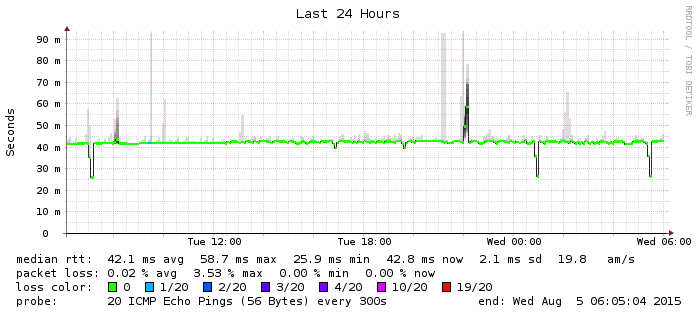 Last 24 Hours
RRDTOOL / TOBI OETIKER
Seconds
90 m
80 m
70 m
60 m
50 m
40 m
30 m
20 m
10 m
0
Tue 12:00 Tue 18:00 Wed 00:00 Wed 06:00
median rtt: 42.1 ms avg 58.7 ms max 25.9 ms min 42.8 ms now 2.1 ms sd 19.8 am/s
packet loss: 0.02 % avg 3.53 % max 0.00 % min 0.00 % now
loss color: 0 1/20 2/20 3/20 4/20 10/20 19/20
probe: 20 ICMP Echo Pings (56 Bytes) every 300s end: Wed Aug 5 06:05:04 2015